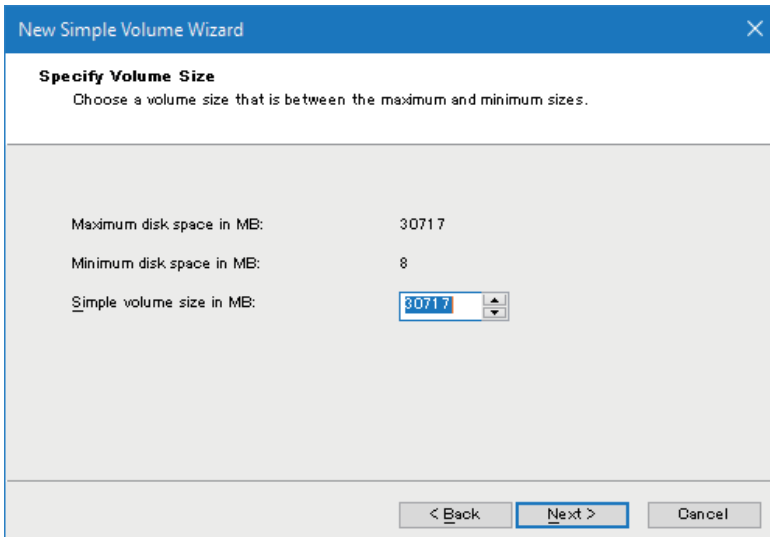 New Simple Volume Wizard
Specify Volume Size
Choose a volume size that is between the maximum and minimum sizes.
Maximum disk space in MB: 30717
Minimum disk space in MB: 8
Simple volume size in MB: 30717
< Back Next > Cancel